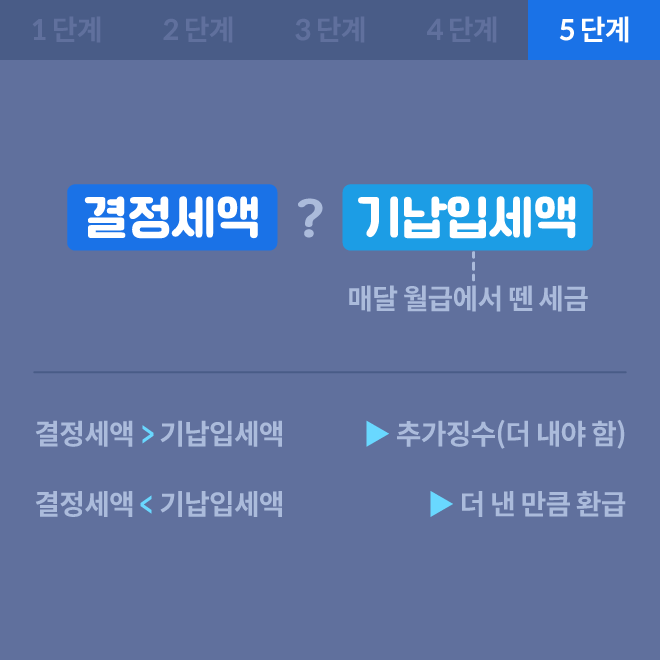 1 단계 2 단계 3 단계 4 단계 5 단계
결정세액 ? 기납입세액
매달 월급에서 뗀 세금
결정세액 > 기납입세액 ▶ 추가징수(더 내야 함)
결정세액 < 기납입세액 ▶ 더 낸 만큼 환급